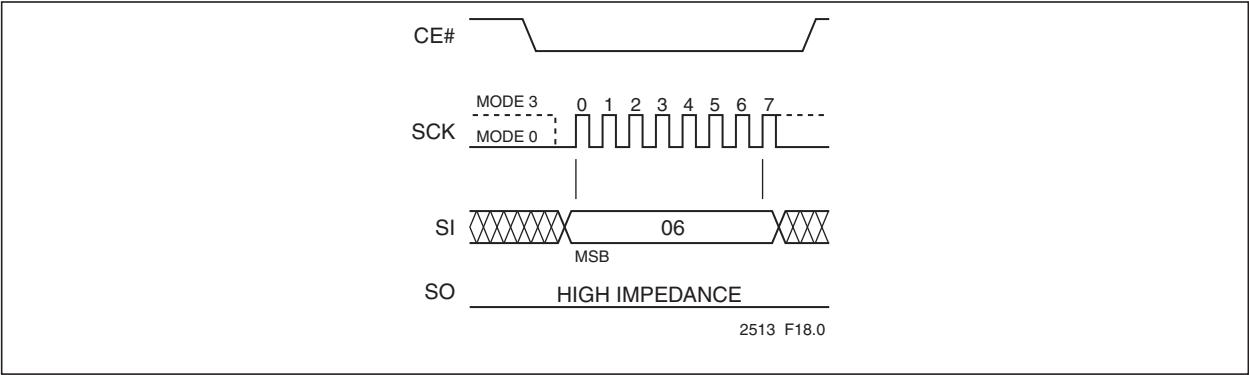 CE#
MODE 3
0 1 2 3 4 5 6 7
SCK
MODE 0
SI
06
MSB
SO
HIGH IMPEDANCE
2513 F18.0